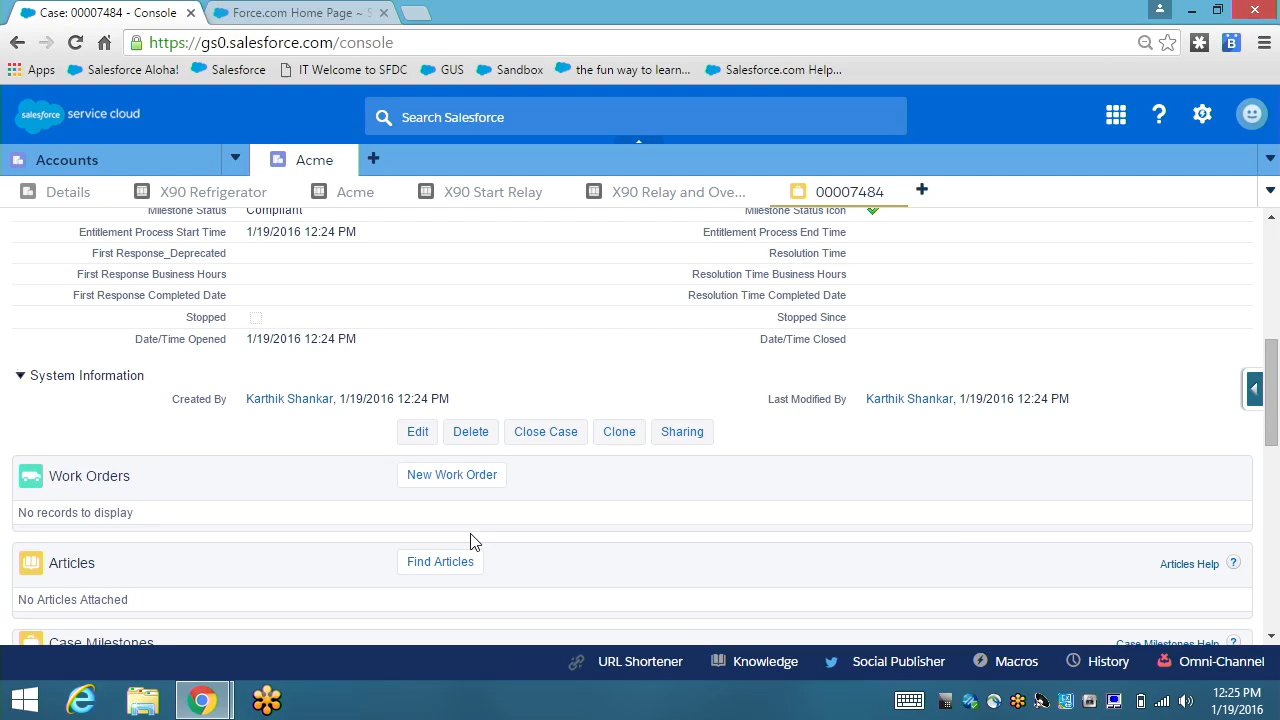 Case: 00007484 - Console
Force.com Home Page ~ S
https://gs0.salesforce.com/console
Apps
Salesforce Aloha!
Salesforce
IT Welcome to SFDC
GUS
Sandbox
the fun way to learn...
Salesforce.com Help...
salesforce
service cloud
Search Salesforce
Accounts
Acme
Details
X90 Refrigerator
Acme
X90 Start Relay
X90 Relay and Ove...
00007484
Milestone Status Compliant
Milestone Status Icon
Entitlement Process Start Time 1/19/2016 12:24 PM
Entitlement Process End Time
First Response_Deprecated
Resolution Time
First Response Business Hours
Resolution Time Business Hours
First Response Completed Date
Resolution Time Completed Date
Stopped
Stopped Since
Date/Time Opened 1/19/2016 12:24 PM
Date/Time Closed
System Information
Created By Karthik Shankar, 1/19/2016 12:24 PM
Last Modified By Karthik Shankar, 1/19/2016 12:24 PM
Edit
Delete
Close Case
Clone
Sharing
Work Orders
New Work Order
No records to display
Articles
Find Articles
Articles Help ?
No Articles Attached
Case Milestones
Case Milestones Help ?
URL Shortener
Knowledge
Social Publisher
Macros
History
Omni-Channel
12:25 PM
1/19/2016